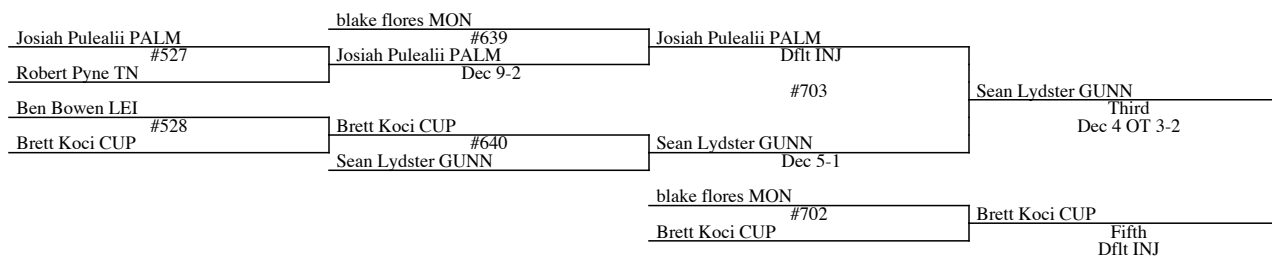 blake flores MON
Josiah Pulealii PALM
#639
Josiah Pulealii PALM
#527
Josiah Pulealii PALM
Dflt INJ
Robert Pyne TN
Dec 9-2
#703
Sean Lydster GUNN
Ben Bowen LEI
Third
#528
Brett Koci CUP
Dec 4 OT 3-2
Brett Koci CUP
#640
Sean Lydster GUNN
Sean Lydster GUNN
Dec 5-1
blake flores MON
#702
Brett Koci CUP
Brett Koci CUP
Fifth
Dflt INJ